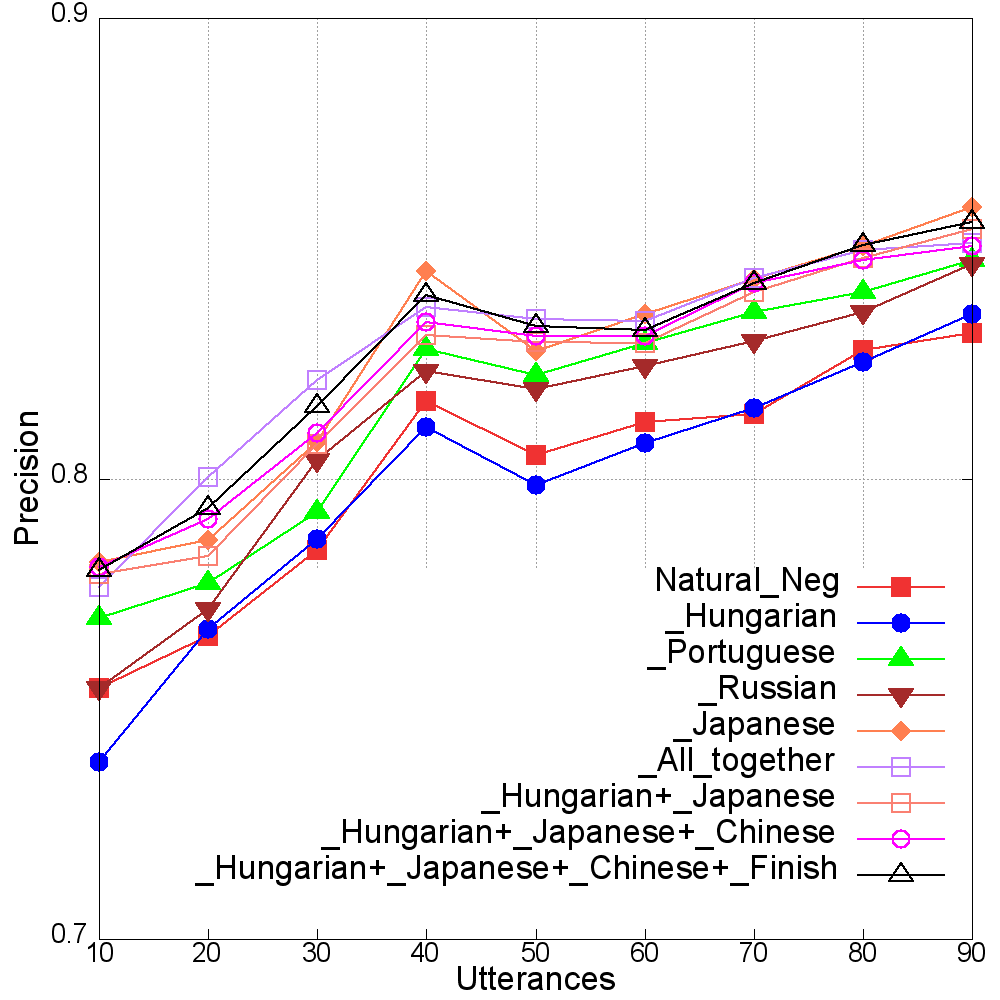 0.9
0.8
0.7
Precision
Natural_Neg
_Hungarian
_Portuguese
_Russian
_Japanese
_All_together
_Hungarian+_Japanese
_Hungarian+_Japanese+_Chinese
_Hungarian+_Japanese+_Chinese+_Finish
10 20 30 40 50 60 70 80 90
Utterances